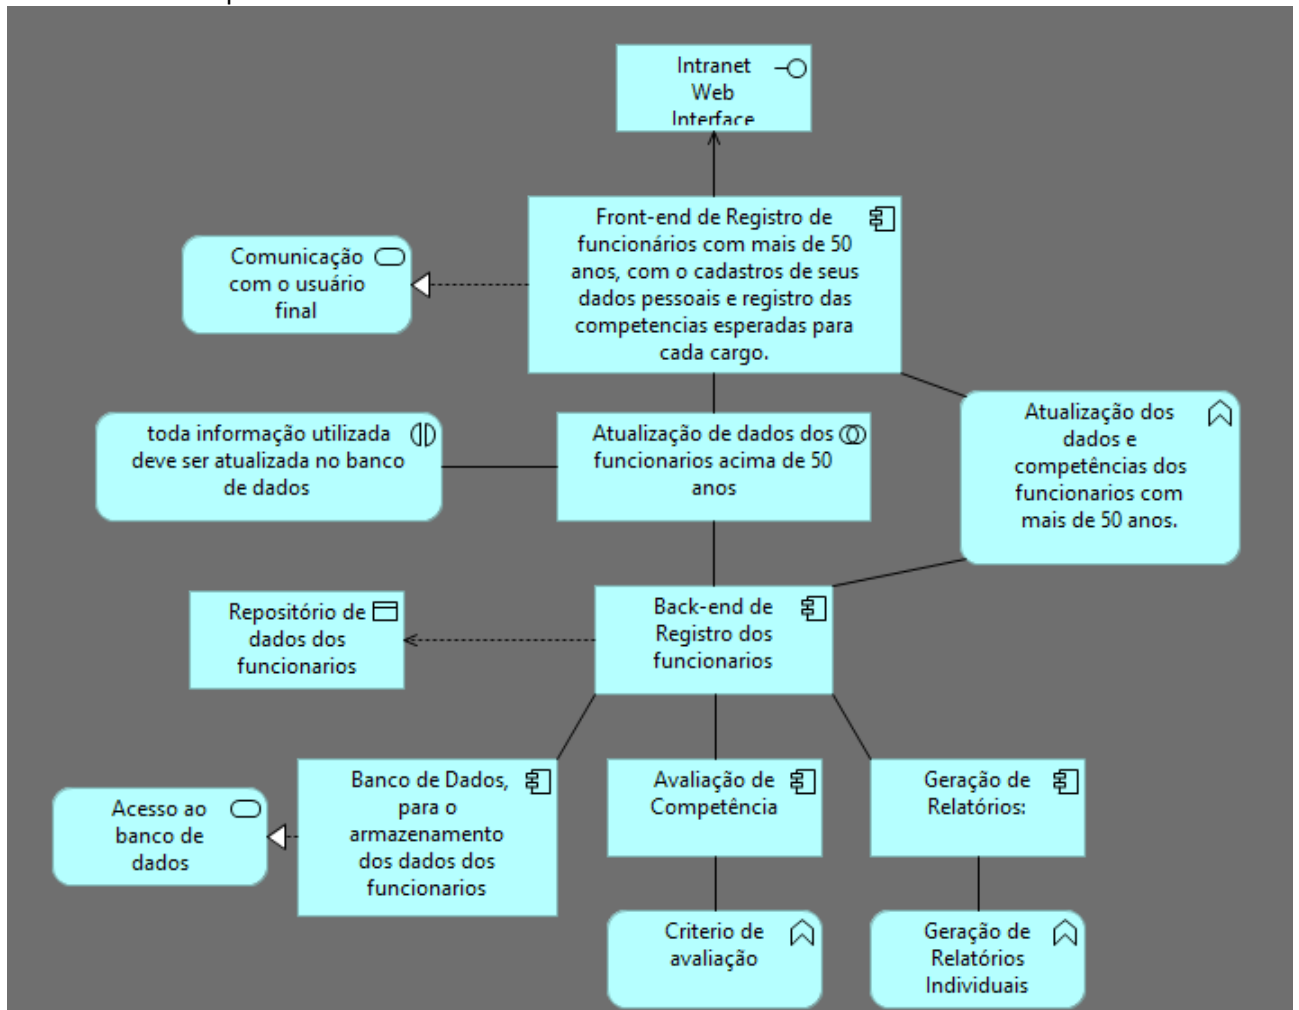 Intranet
Web
Interface
Front-end de Registro de
funcionários com mais de 50
anos, com o cadastros de seus
dados pessoais e registro das
competencias esperadas para
cada cargo.
Comunicação
com o usuário
final
toda informação utilizada
deve ser atualizada no banco
de dados
Atualização de dados dos
funcionarios acima de 50
anos
Atualização dos
dados e
competências dos
funcionarios com
mais de 50 anos.
Repositório de
dados dos
funcionarios
Back-end de
Registro dos
funcionarios
Acesso ao
banco de
dados
Banco de Dados,
para o
armazenamento
dos dados dos
funcionarios
Avaliação de
Competência
Geração de
Relatórios:
Criterio de
avaliação
Geração de
Relatórios
Individuais